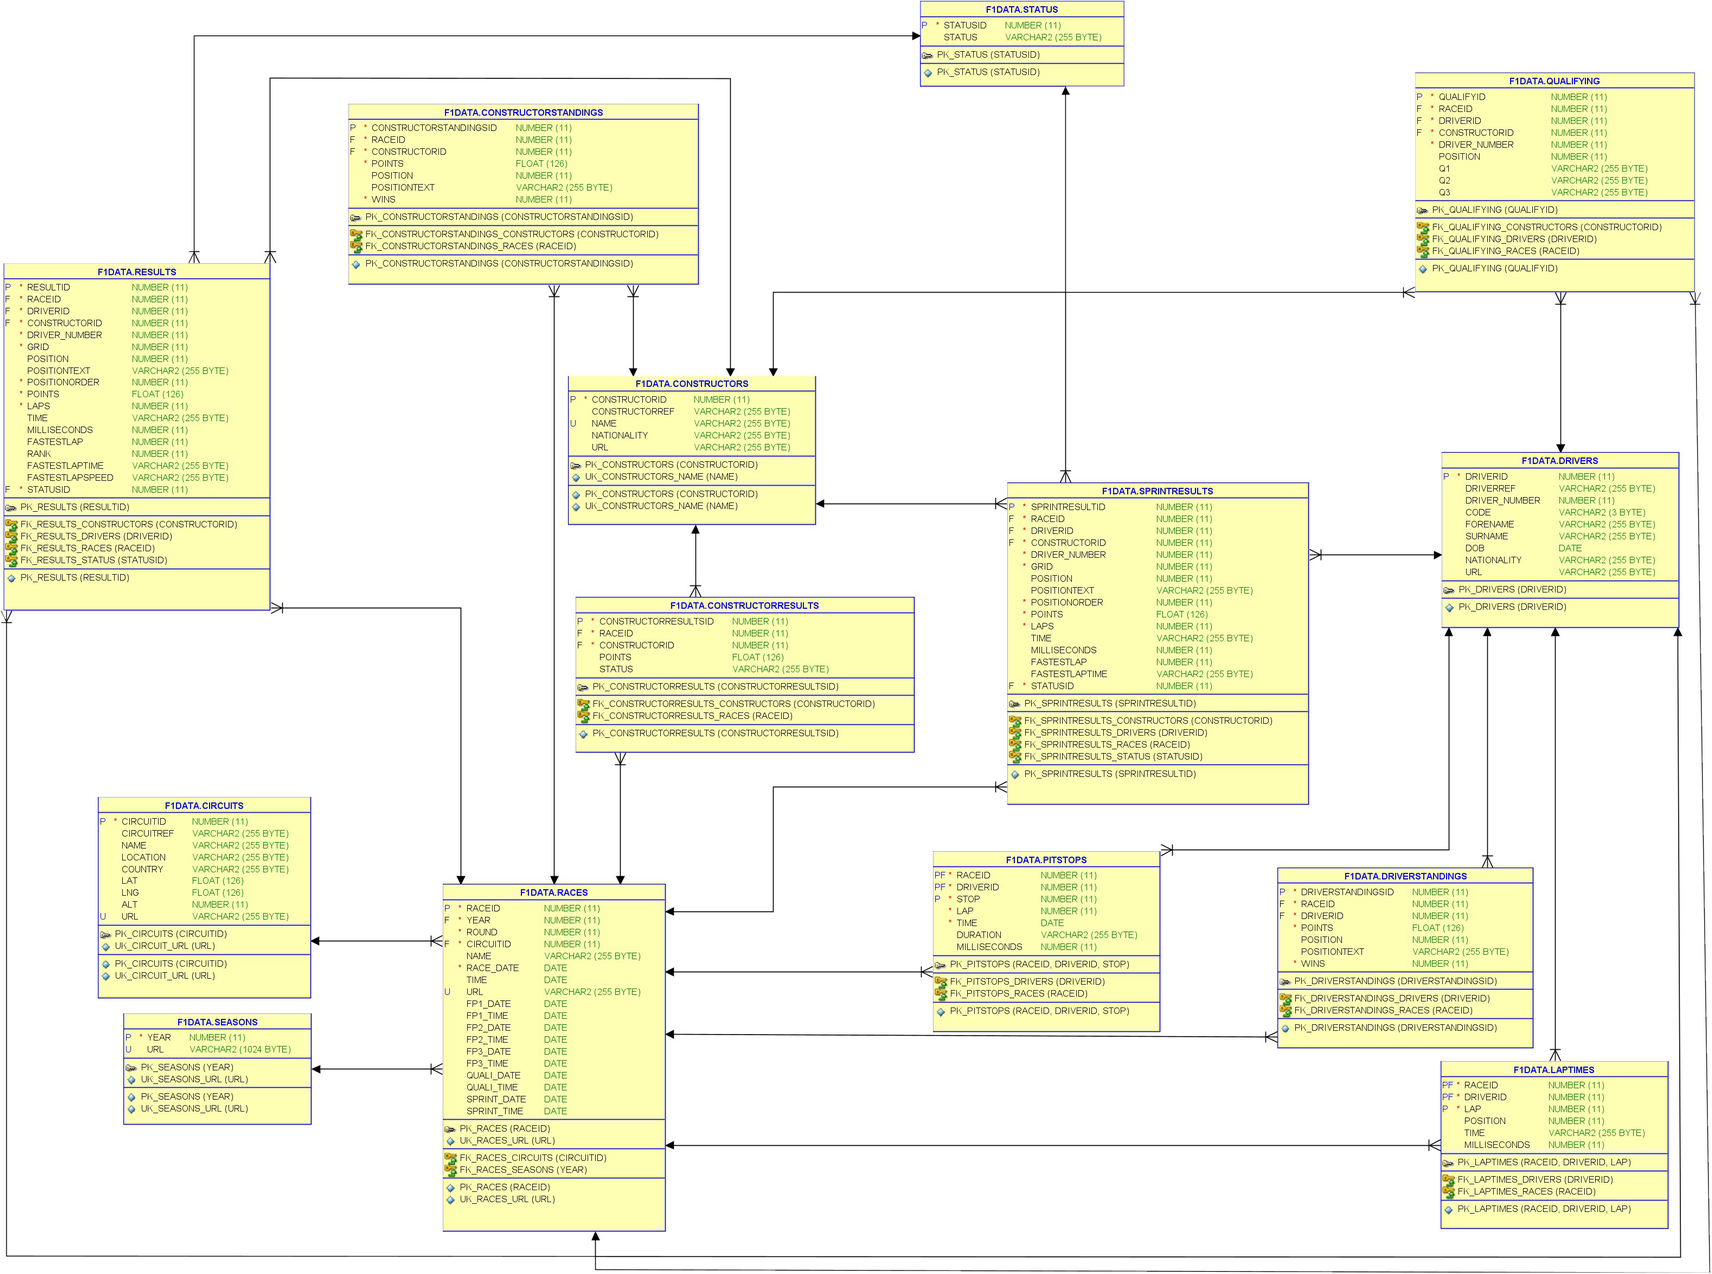 F1DATA.STATUS
P * STATUSID NUMBER (11)
STATUS VARCHAR2 (255 BYTE)
PK_STATUS (STATUSID)
PK_STATUS (STATUSID)
F1DATA.QUALIFYING
P * QUALIFYID NUMBER (11)
F * RACEID NUMBER (11)
F * DRIVERID NUMBER (11)
F * CONSTRUCTORID NUMBER (11)
* DRIVER_NUMBER NUMBER (11)
POSITION NUMBER (11)
Q1 VARCHAR2 (255 BYTE)
Q2 VARCHAR2 (255 BYTE)
Q3 VARCHAR2 (255 BYTE)
PK_QUALIFYING (QUALIFYID)
FK_QUALIFYING_CONSTRUCTORS (CONSTRUCTORID)
FK_QUALIFYING_DRIVERS (DRIVERID)
FK_QUALIFYING_RACES (RACEID)
PK_QUALIFYING (QUALIFYID)
F1DATA.CONSTRUCTORSTANDINGS
P * CONSTRUCTORSTANDINGSID NUMBER (11)
F * RACEID NUMBER (11)
F * CONSTRUCTORID NUMBER (11)
* POINTS FLOAT (126)
POSITION NUMBER (11)
POSITIONTEXT VARCHAR2 (255 BYTE)
* WINS NUMBER (11)
PK_CONSTRUCTORSTANDINGS (CONSTRUCTORSTANDINGSID)
FK_CONSTRUCTORSTANDINGS_CONSTRUCTORS (CONSTRUCTORID)
FK_CONSTRUCTORSTANDINGS_RACES (RACEID)
PK_CONSTRUCTORSTANDINGS (CONSTRUCTORSTANDINGSID)
F1DATA.RESULTS
P * RESULTID NUMBER (11)
F * RACEID NUMBER (11)
F * DRIVERID NUMBER (11)
F * CONSTRUCTORID NUMBER (11)
* DRIVER_NUMBER NUMBER (11)
* GRID NUMBER (11)
POSITION NUMBER (11)
POSITIONTEXT VARCHAR2 (255 BYTE)
* POSITIONORDER NUMBER (11)
* POINTS FLOAT (126)
* LAPS NUMBER (11)
TIME VARCHAR2 (255 BYTE)
MILLISECONDS NUMBER (11)
FASTESTLAP NUMBER (11)
RANK NUMBER (11)
FASTESTLAPTIME VARCHAR2 (255 BYTE)
FASTESTLAPSPEED VARCHAR2 (255 BYTE)
F * STATUSID NUMBER (11)
PK_RESULTS (RESULTID)
FK_RESULTS_CONSTRUCTORS (CONSTRUCTORID)
FK_RESULTS_DRIVERS (DRIVERID)
FK_RESULTS_RACES (RACEID)
FK_RESULTS_STATUS (STATUSID)
PK_RESULTS (RESULTID)
F1DATA.CONSTRUCTORS
P * CONSTRUCTORID NUMBER (11)
CONSTRUCTORREF VARCHAR2 (255 BYTE)
U NAME VARCHAR2 (255 BYTE)
NATIONALITY VARCHAR2 (255 BYTE)
URL VARCHAR2 (255 BYTE)
PK_CONSTRUCTORS (CONSTRUCTORID)
UK_CONSTRUCTORS_NAME (NAME)
PK_CONSTRUCTORS (CONSTRUCTORID)
UK_CONSTRUCTORS_NAME (NAME)
F1DATA.DRIVERS
P * DRIVERID NUMBER (11)
DRIVERREF VARCHAR2 (255 BYTE)
DRIVER_NUMBER NUMBER (11)
CODE VARCHAR2 (3 BYTE)
FORENAME VARCHAR2 (255 BYTE)
SURNAME VARCHAR2 (255 BYTE)
DOB DATE
NATIONALITY VARCHAR2 (255 BYTE)
URL VARCHAR2 (255 BYTE)
PK_DRIVERS (DRIVERID)
PK_DRIVERS (DRIVERID)
F1DATA.SPRINTRESULTS
P * SPRINTRESULTID NUMBER (11)
F * RACEID NUMBER (11)
F * DRIVERID NUMBER (11)
F * CONSTRUCTORID NUMBER (11)
* DRIVER_NUMBER NUMBER (11)
* GRID NUMBER (11)
POSITION NUMBER (11)
POSITIONTEXT VARCHAR2 (255 BYTE)
* POSITIONORDER NUMBER (11)
* POINTS FLOAT (126)
* LAPS NUMBER (11)
TIME VARCHAR2 (255 BYTE)
MILLISECONDS NUMBER (11)
FASTESTLAP NUMBER (11)
FASTESTLAPTIME VARCHAR2 (255 BYTE)
F * STATUSID NUMBER (11)
PK_SPRINTRESULTS (SPRINTRESULTID)
FK_SPRINTRESULTS_CONSTRUCTORS (CONSTRUCTORID)
FK_SPRINTRESULTS_DRIVERS (DRIVERID)
FK_SPRINTRESULTS_RACES (RACEID)
FK_SPRINTRESULTS_STATUS (STATUSID)
PK_SPRINTRESULTS (SPRINTRESULTID)
F1DATA.CONSTRUCTORRESULTS
P * CONSTRUCTORRESULTSID NUMBER (11)
F * RACEID NUMBER (11)
F * CONSTRUCTORID NUMBER (11)
POINTS FLOAT (126)
STATUS VARCHAR2 (255 BYTE)
PK_CONSTRUCTORRESULTS (CONSTRUCTORRESULTSID)
FK_CONSTRUCTORRESULTS_CONSTRUCTORS (CONSTRUCTORID)
FK_CONSTRUCTORRESULTS_RACES (RACEID)
PK_CONSTRUCTORRESULTS (CONSTRUCTORRESULTSID)
F1DATA.CIRCUITS
P * CIRCUITID NUMBER (11)
CIRCUITREF VARCHAR2 (255 BYTE)
NAME VARCHAR2 (255 BYTE)
LOCATION VARCHAR2 (255 BYTE)
COUNTRY VARCHAR2 (255 BYTE)
LAT FLOAT (126)
LNG FLOAT (126)
ALT NUMBER (11)
U URL VARCHAR2 (255 BYTE)
PK_CIRCUITS (CIRCUITID)
UK_CIRCUIT_URL (URL)
PK_CIRCUITS (CIRCUITID)
UK_CIRCUIT_URL (URL)
F1DATA.SEASONS
P * YEAR NUMBER (11)
U URL VARCHAR2 (1024 BYTE)
PK_SEASONS (YEAR)
UK_SEASONS_URL (URL)
PK_SEASONS (YEAR)
UK_SEASONS_URL (URL)
F1DATA.RACES
P * RACEID NUMBER (11)
F * YEAR NUMBER (11)
* ROUND NUMBER (11)
F * CIRCUITID NUMBER (11)
NAME VARCHAR2 (255 BYTE)
* RACE_DATE DATE
TIME DATE
U URL VARCHAR2 (255 BYTE)
FP1_DATE DATE
FP1_TIME DATE
FP2_DATE DATE
FP2_TIME DATE
FP3_DATE DATE
FP3_TIME DATE
QUALI_DATE DATE
QUALI_TIME DATE
SPRINT_DATE DATE
SPRINT_TIME DATE
PK_RACES (RACEID)
UK_RACES_URL (URL)
FK_RACES_CIRCUITS (CIRCUITID)
FK_RACES_SEASONS (YEAR)
PK_RACES (RACEID)
UK_RACES_URL (URL)
F1DATA.PITSTOPS
PF * RACEID NUMBER (11)
PF * DRIVERID NUMBER (11)
P * STOP NUMBER (11)
* LAP NUMBER (11)
* TIME DATE
DURATION VARCHAR2 (255 BYTE)
MILLISECONDS NUMBER (11)
PK_PITSTOPS (RACEID, DRIVERID, STOP)
FK_PITSTOPS_DRIVERS (DRIVERID)
FK_PITSTOPS_RACES (RACEID)
PK_PITSTOPS (RACEID, DRIVERID, STOP)
F1DATA.DRIVERSTANDINGS
P * DRIVERSTANDINGSID NUMBER (11)
F * RACEID NUMBER (11)
F * DRIVERID NUMBER (11)
* POINTS FLOAT (126)
POSITION NUMBER (11)
POSITIONTEXT VARCHAR2 (255 BYTE)
* WINS NUMBER (11)
PK_DRIVERSTANDINGS (DRIVERSTANDINGSID)
FK_DRIVERSTANDINGS_DRIVERS (DRIVERID)
FK_DRIVERSTANDINGS_RACES (RACEID)
PK_DRIVERSTANDINGS (DRIVERSTANDINGSID)
F1DATA.LAPTIMES
PF * RACEID NUMBER (11)
PF * DRIVERID NUMBER (11)
P * LAP NUMBER (11)
POSITION NUMBER (11)
TIME VARCHAR2 (255 BYTE)
MILLISECONDS NUMBER (11)
PK_LAPTIMES (RACEID, DRIVERID, LAP)
FK_LAPTIMES_DRIVERS (DRIVERID)
FK_LAPTIMES_RACES (RACEID)
PK_LAPTIMES (RACEID, DRIVERID, LAP)